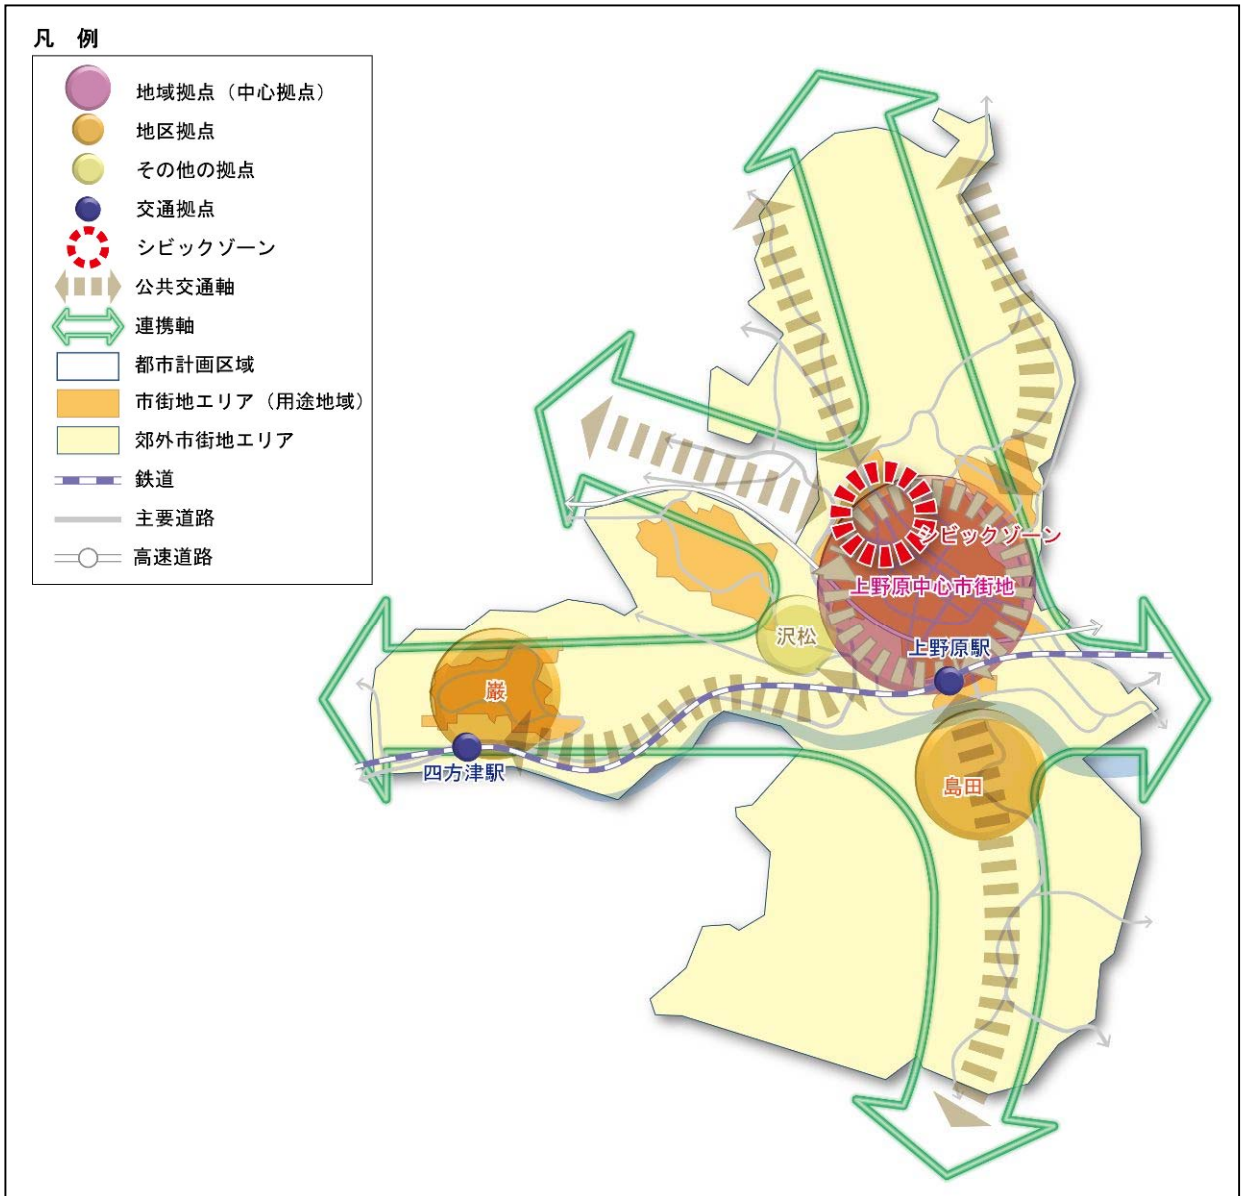 凡　例
地域拠点（中心拠点）
地区拠点
その他の拠点
交通拠点
シビックゾーン
公共交通軸
連携軸
都市計画区域
市街地エリア（用途地域）
郊外市街地エリア
鉄道
主要道路
高速道路
シビックゾーン
上野原中心市街地
沢松
上野原駅
巌
四方津駅
島田